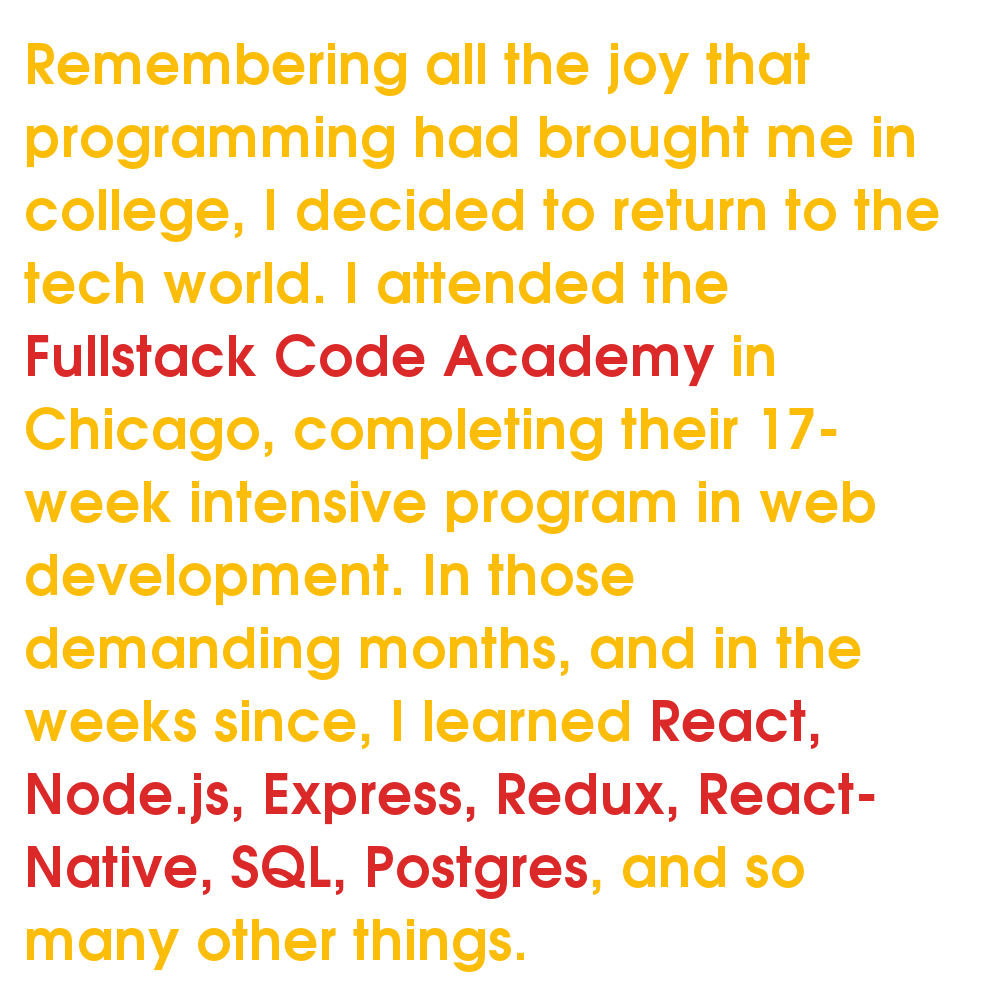 Remembering all the joy that
programming had brought me in
college, I decided to return to the
tech world. I attended the
Fullstack Code Academy in
Chicago, completing their 17-
week intensive program in web
development. In those
demanding months, and in the
weeks since, I learned React,
Node.js, Express, Redux, React-
Native, SQL, Postgres, and so
many other things.